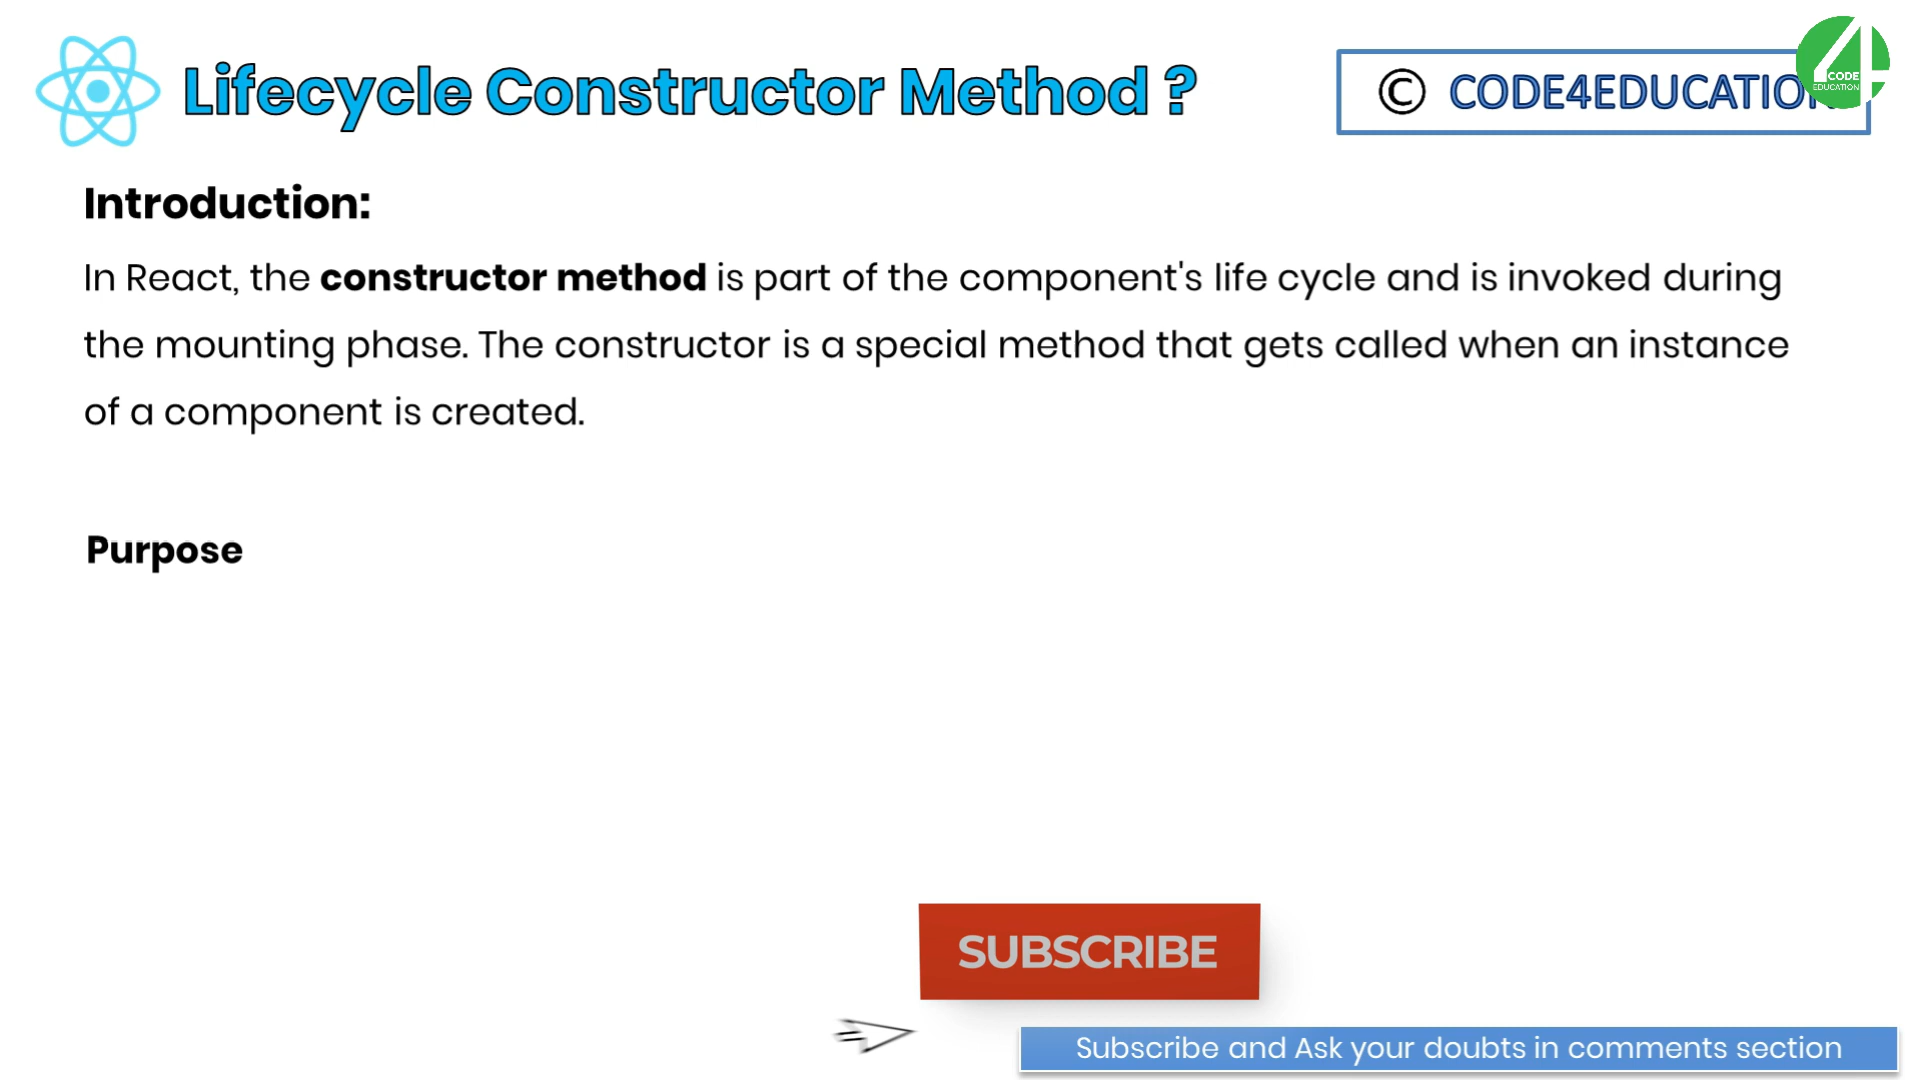 Lifecycle Constructor Method ?
© CODE4EDUCATION
4
CODE
EDUCATION
Introduction:
In React, the constructor method is part of the component's life cycle and is invoked during
the mounting phase. The constructor is a special method that gets called when an instance
of a component is created.
Purpose
SUBSCRIBE
Subscribe and Ask your doubts in comments section